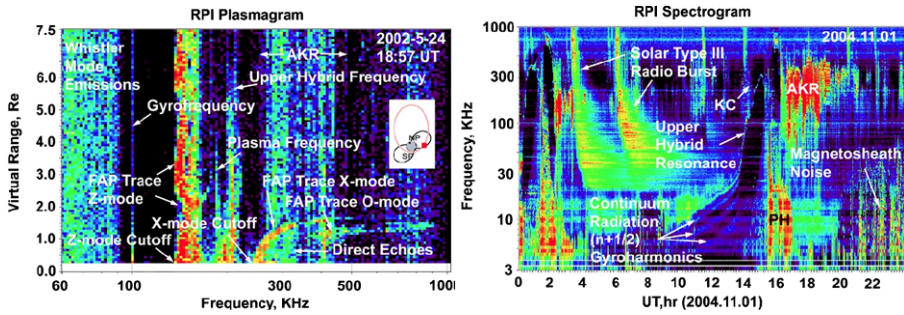 RPI Plasmagram
7.5
6.0
5.0
4.0
3.0
2.0
1.0
0.0
Virtual Range, Re
60
100
300
500
1000
Frequency, KHz
Whistler
Mode
Emissions
AKR
2002-5-24
18:57-UT
Upper Hybrid Frequency
Gyrofrequency
NP
SP
Plasma Frequency
FAP Trace
Z-mode
FAP Trace X-mode
FAP Trace O-mode
X-mode Cutoff
Z-mode Cutoff
Direct Echoes
RPI Spectrogram
1000
300
100
30
10
3
Frequency, KHz
0
2
4
6
8
10
12
14
16
18
20
22
UT,hr (2004.11.01)
2004.11.01
Solar Type III
Radio Burst
KC
AKR
Upper
Hybrid
Resonance
Magnetosheath
Noise
Continuum
Radiation
(n+1/2)
Gyroharmonics
PH